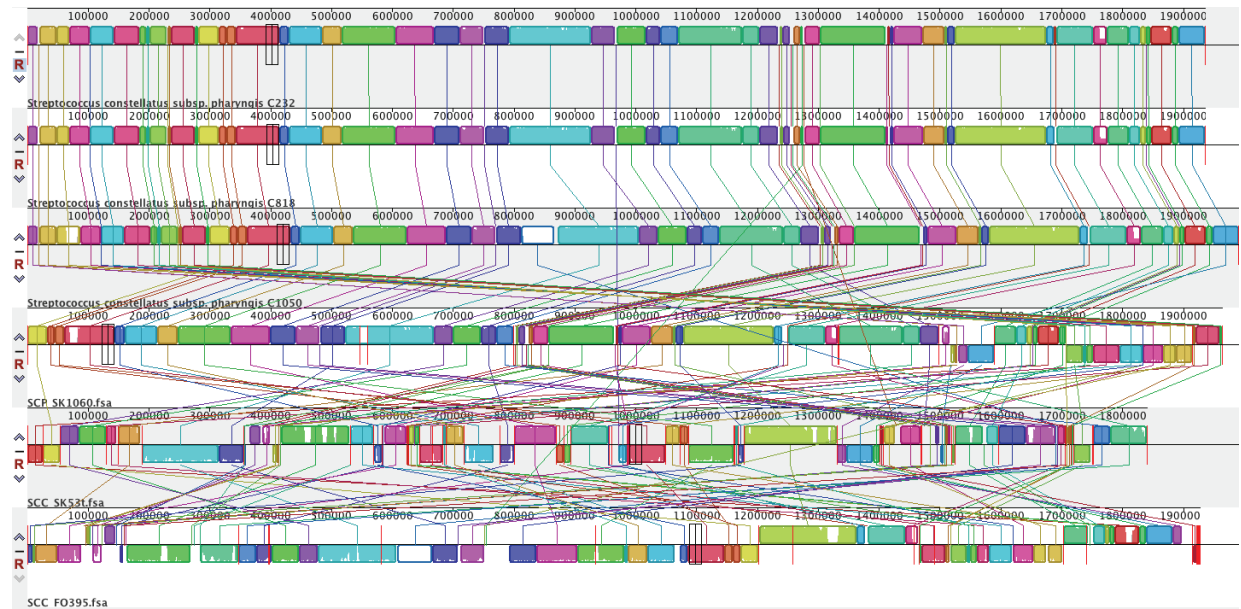 100000 200000 300000 400000 500000 600000 700000 800000 900000 1000000 1100000 1200000 1300000 1400000 1500000 1600000 1700000 1800000 1900000
R
Streptococcus constellatus subsp. pharyngis C232
100000 200000 300000 400000 500000 600000 700000 800000 900000 1000000 1100000 1200000 1300000 1400000 1500000 1600000 1700000 1800000 1900000
R
Streptococcus constellatus subsp. pharyngis C818
100000 200000 300000 400000 500000 600000 700000 800000 900000 1000000 1100000 1200000 1300000 1400000 1500000 1600000 1700000 1800000 1900000
R
Streptococcus constellatus subsp. pharyngis C1050
100000 200000 300000 400000 500000 600000 700000 800000 900000 1000000 1100000 1200000 1300000 1400000 1500000 1600000 1700000 1800000 1900000
R
SCP_SK1060.fsa
100000 200000 300000 400000 500000 600000 700000 800000 900000 1000000 1100000 1200000 1300000 1400000 1500000 1600000 1700000 1800000
R
SCC_SK53t.fsa
100000 200000 300000 400000 500000 600000 700000 800000 900000 1000000 1100000 1200000 1300000 1400000 1500000 1600000 1700000 1800000 1900000
R
SCC_FO395.fsa